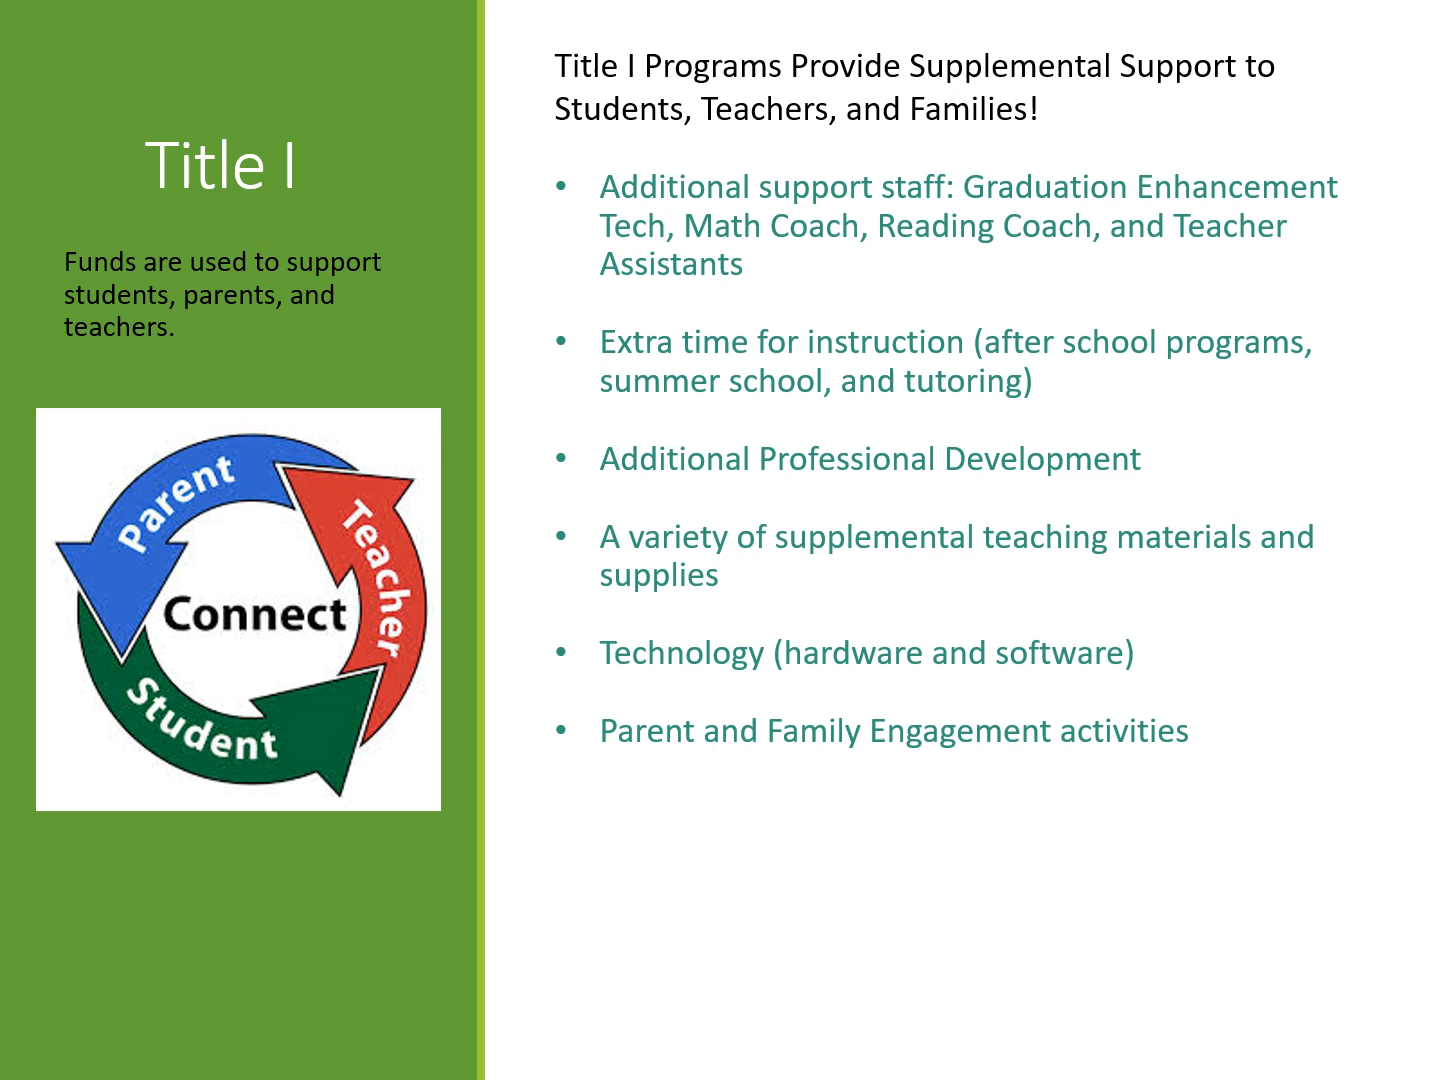 Title I
Funds are used to support
students, parents, and
teachers.
Parent
Teacher
Connect
Student
Title I Programs Provide Supplemental Support to
Students, Teachers, and Families!
• Additional support staff: Graduation Enhancement
Tech, Math Coach, Reading Coach, and Teacher
Assistants
• Extra time for instruction (after school programs,
summer school, and tutoring)
• Additional Professional Development
• A variety of supplemental teaching materials and
supplies
• Technology (hardware and software)
• Parent and Family Engagement activities